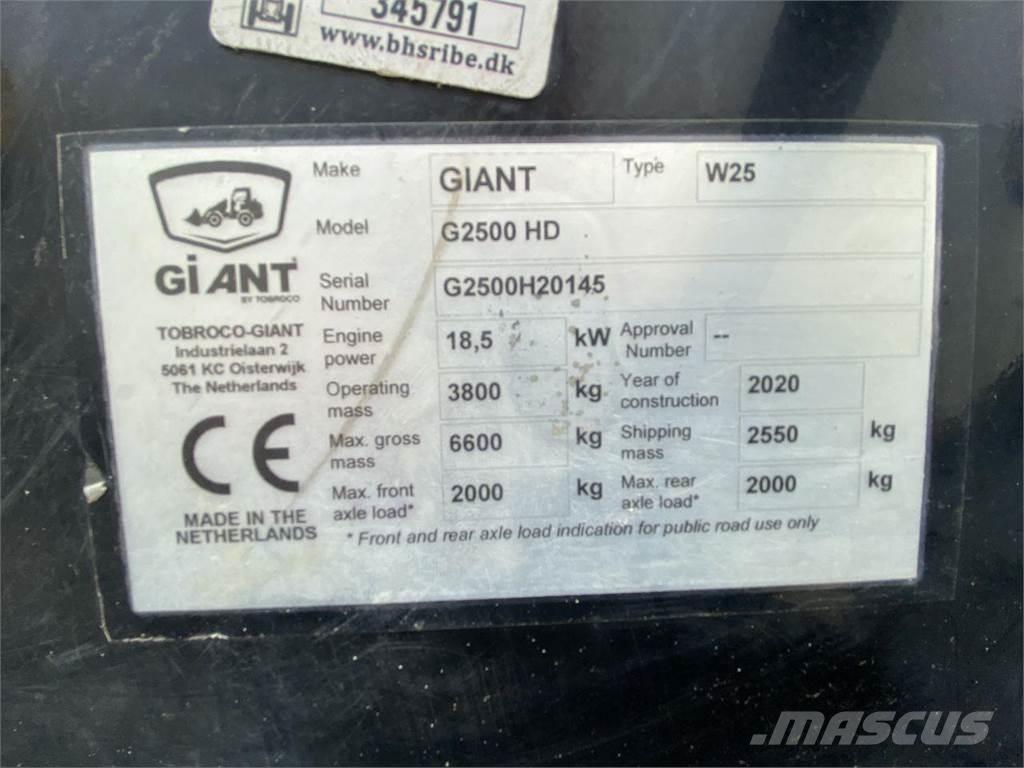 345791
www.bhsribe.dk
GiANT
BY TOBROCO
TOBROCO-GIANT
Industrielaan 2
5061 KC Oisterwijk
The Netherlands
CE
MADE IN THE
NETHERLANDS
Make GIANT Type W25
Model G2500 HD
Serial Number G2500H20145
Engine power 18,5 kW Approval Number --
Operating mass 3800 kg Year of construction 2020
Max. gross mass 6600 kg Shipping mass 2550 kg
Max. front axle load* 2000 kg Max. rear axle load* 2000 kg
* Front and rear axle load indication for public road use only
MASCUS